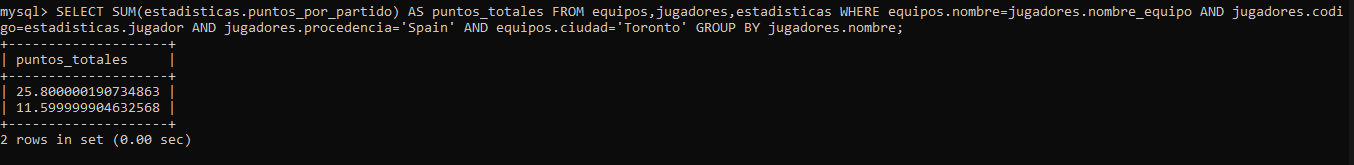 mysql> SELECT SUM(estadisticas.puntos_por_partido) AS puntos_totales FROM equipos,jugadores,estadisticas WHERE equipos.nombre=jugadores.nombre_equipo AND jugadores.codi
go=estadisticas.jugador AND jugadores.procedencia='Spain' AND equipos.ciudad='Toronto' GROUP BY jugadores.nombre;
+--------------------+
| puntos_totales     |
+--------------------+
| 25.800000190734863 |
| 11.599999904632568 |
+--------------------+
2 rows in set (0.00 sec)